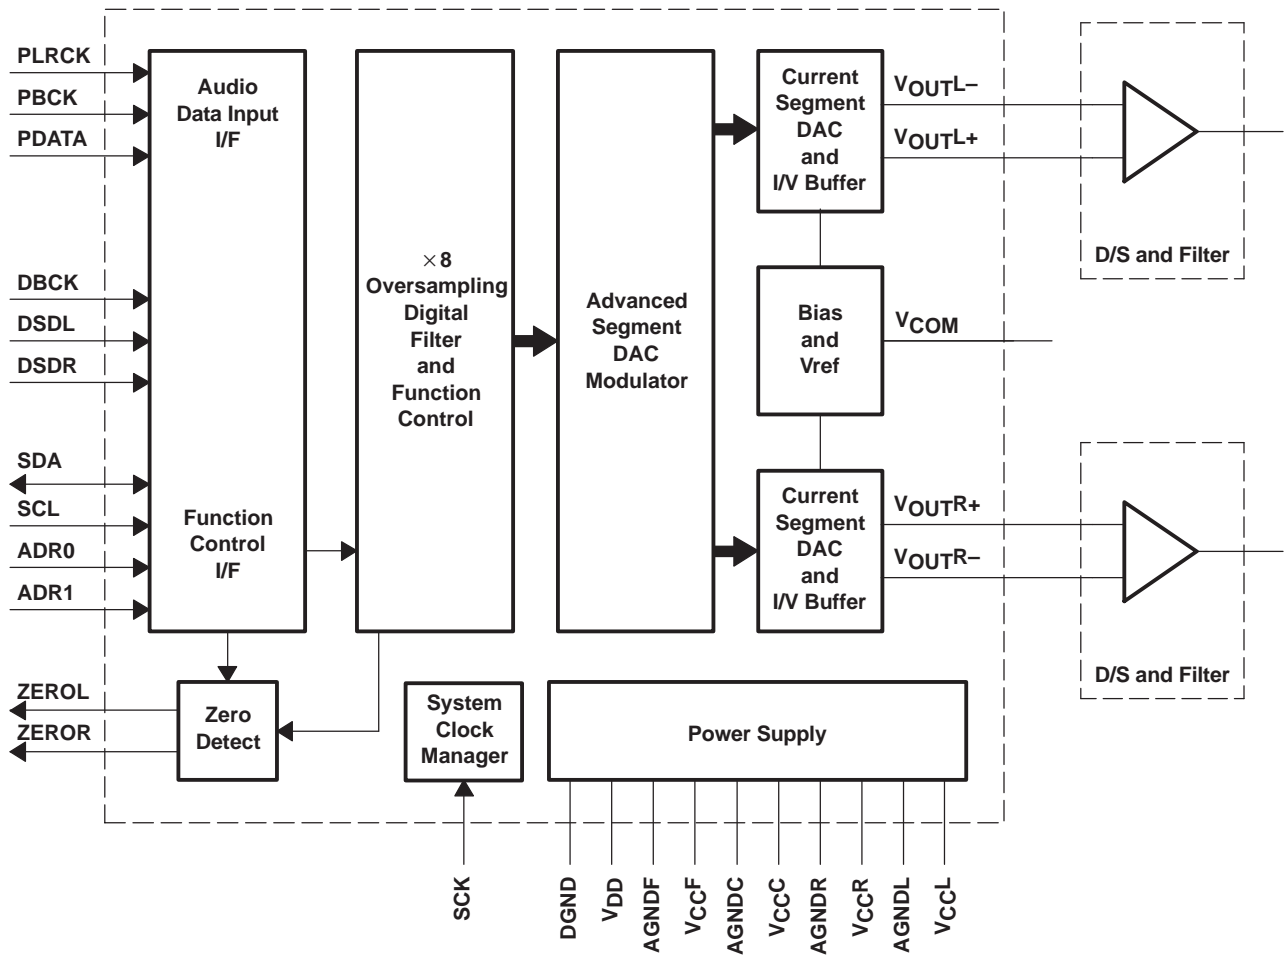 PLRCK
PBCK
PDATA
DBCK
DSDL
DSDR
SDA
SCL
ADR0
ADR1
ZEROL
ZEROR
Audio
Data Input
I/F
Function
Control
I/F
×8
Oversampling
Digital
Filter
and
Function
Control
Advanced
Segment
DAC
Modulator
Current
Segment
DAC
and
I/V Buffer
Bias
and
Vref
Current
Segment
DAC
and
I/V Buffer
VOUTL–
VOUTL+
VCOM
VOUTR+
VOUTR–
D/S and Filter
D/S and Filter
Zero
Detect
System
Clock
Manager
Power Supply
SCK
DGND
VDD
AGNDF
VCCF
AGNDC
VCCC
AGNDR
VCCR
AGNDL
VCCL